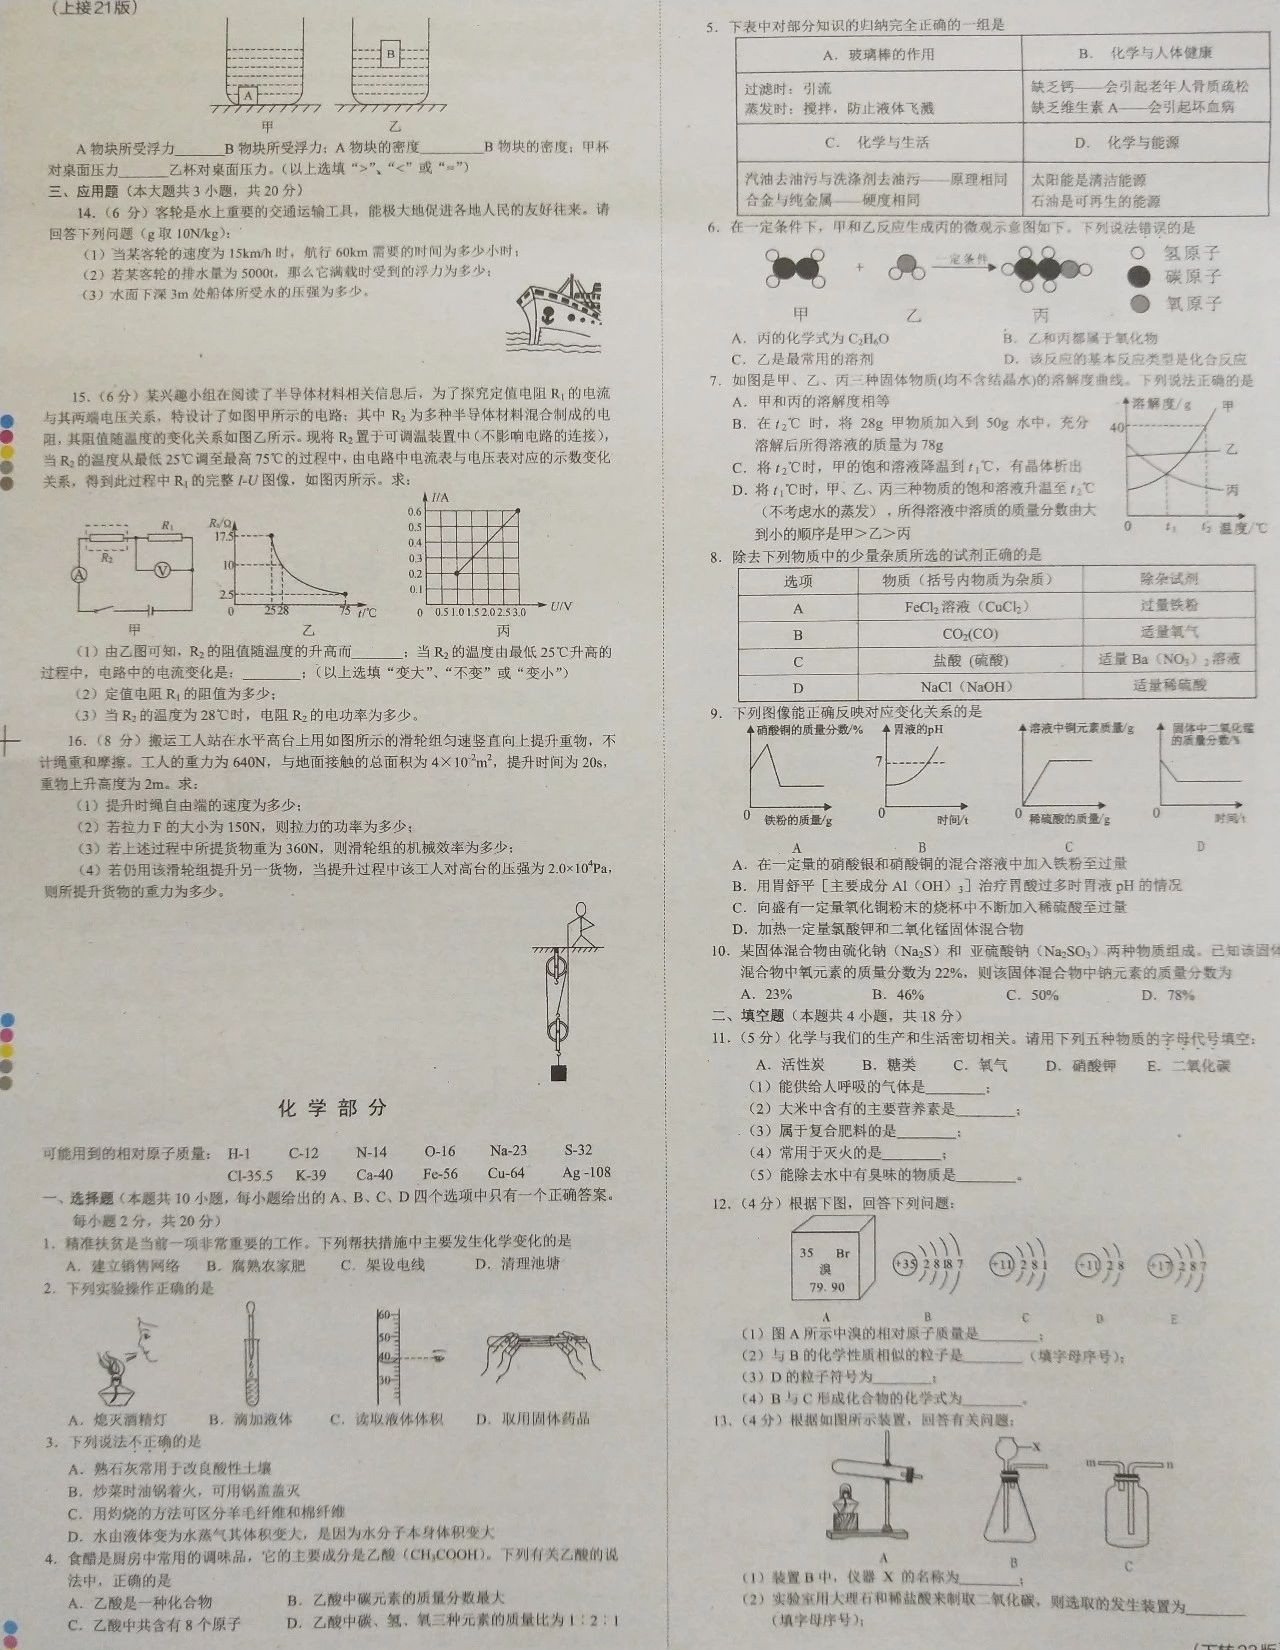 (上接21版)
A
B
甲
乙
A 物块所受浮力______B 物块所受浮力；A 物块的密度________B 物块的密度；甲杯
对桌面压力______乙杯对桌面压力。（以上选填“>”、“<”或“=”）
三、应用题（本大题共3小题，共20分）
14.（6 分）客轮是水上重要的交通运输工具，能极大地促进各地人民的友好往来。请
回答下列问题（g 取 10N/kg）：
（1）当某客轮的速度为 15km/h 时，航行 60km 需要的时间为多少小时；
（2）若某客轮的排水量为 5000t，那么它满载时受到的浮力为多少；
（3）水面下深 3m 处船体所受水的压强为多少。
15.（6分）某兴趣小组在阅读了半导体材料相关信息后，为了探究定值电阻 R₁ 的电流
与其两端电压关系，特设计了如图甲所示的电路；其中 R₂ 为多种半导体材料混合制成的电
阻，其阻值随温度的变化关系如图乙所示。现将 R₂ 置于可调温装置中（不影响电路的连接），
当 R₂ 的温度从最低 25℃调至最高 75℃的过程中，由电路中电流表与电压表对应的示数变化
关系，得到此过程中 R₁ 的完整 I-U 图像，如图丙所示。求：
R₁
R₂
A
V
甲
R₂/Ω
17.5
10
2.5
0 25 28 75 t/℃
乙
I/A
0.6
0.5
0.4
0.3
0.2
0.1
0 0.5 1.0 1.5 2.0 2.5 3.0 U/V
丙
（1）由乙图可知，R₂ 的阻值随温度的升高而______；当 R₂ 的温度由最低 25℃升高的
过程中，电路中的电流变化是：_______；（以上选填“变大”、“不变”或“变小”）
（2）定值电阻 R₁ 的阻值为多少；
（3）当 R₂ 的温度为 28℃时，电阻 R₂ 的电功率为多少。
16.（8 分）搬运工人站在水平高台上用如图所示的滑轮组匀速竖直向上提升重物，不
计绳重和摩擦。工人的重力为 640N，与地面接触的总面积为 4×10⁻²m²，提升时间为 20s，
重物上升高度为 2m。求：
（1）提升时绳自由端的速度为多少；
（2）若拉力 F 的大小为 150N，则拉力的功率为多少；
（3）若上述过程中所提货物重为 360N，则滑轮组的机械效率为多少；
（4）若仍用该滑轮组提升另一货物，当提升过程中该工人对高台的压强为 2.0×10⁴Pa，
则所提升货物的重力为多少。
化 学 部 分
可能用到的相对原子质量： H-1 C-12 N-14 O-16 Na-23 S-32
Cl-35.5 K-39 Ca-40 Fe-56 Cu-64 Ag -108
一、选择题（本题共 10 小题，每小题给出的 A、B、C、D 四个选项中只有一个正确答案。
每小题 2 分，共 20 分）
1．精准扶贫是当前一项非常重要的工作。下列帮扶措施中主要发生化学变化的是
A．建立销售网络 B．腐熟农家肥 C．架设电线 D．清理池塘
2．下列实验操作正确的是
60
50
40
30
A．熄灭酒精灯 B．滴加液体 C．读取液体体积 D．取用固体药品
3．下列说法不正确的是
A．熟石灰常用于改良酸性土壤
B．炒菜时油锅着火，可用锅盖盖灭
C．用灼烧的方法可区分羊毛纤维和棉纤维
D．水由液体变为水蒸气其体积变大，是因为水分子本身体积变大
4．食醋是厨房中常用的调味品，它的主要成分是乙酸（CH₃COOH）。下列有关乙酸的说
法中，正确的是
A．乙酸是一种化合物 B．乙酸中碳元素的质量分数最大
C．乙酸中共含有 8 个原子 D．乙酸中碳、氢、氧三种元素的质量比为 1∶2∶1
5．下表中对部分知识的归纳完全正确的一组是
A．玻璃棒的作用 B．化学与人体健康
过滤时：引流 缺乏钙——会引起老年人骨质疏松
蒸发时：搅拌，防止液体飞溅 缺乏维生素 A——会引起坏血病
C．化学与生活 D．化学与能源
汽油去油污与洗涤剂去油污——原理相同 太阳能是清洁能源
合金与纯金属——硬度相同 石油是可再生的能源
6．在一定条件下，甲和乙反应生成丙的微观示意图如下。下列说法错误的是
+ 一定条件
氢原子
碳原子
氧原子
甲 乙 丙
A．丙的化学式为 C₂H₆O B．乙和丙都属于氧化物
C．乙是最常用的溶剂 D．该反应的基本反应类型是化合反应
7．如图是甲、乙、丙三种固体物质(均不含结晶水)的溶解度曲线。下列说法正确的是
A．甲和丙的溶解度相等
B．在 t₂℃ 时，将 28g 甲物质加入到 50g 水中，充分
溶解后所得溶液的质量为 78g
C．将 t₂℃时，甲的饱和溶液降温到 t₁℃，有晶体析出
D．将 t₁℃时，甲、乙、丙三种物质的饱和溶液升温至 t₂℃
（不考虑水的蒸发），所得溶液中溶质的质量分数由大
到小的顺序是甲＞乙＞丙
溶解度/g
甲
40
乙
丙
0 t₁ t₂ 温度/℃
8．除去下列物质中的少量杂质所选的试剂正确的是
选项 物质（括号内物质为杂质） 除杂试剂
A FeCl₂ 溶液（CuCl₂） 过量铁粉
B CO₂(CO) 适量氧气
C 盐酸 (硫酸) 适量 Ba（NO₃）₂ 溶液
D NaCl（NaOH） 适量稀硫酸
9．下列图像能正确反映对应变化关系的是
硝酸铜的质量分数/%
0 铁粉的质量/g
A
胃液的pH
7
0 时间/t
B
溶液中铜元素质量/g
0 稀硫酸的质量/g
C
固体中二氧化锰
的质量分数/%
0 时间/t
D
A．在一定量的硝酸银和硝酸铜的混合溶液中加入铁粉至过量
B．用胃舒平［主要成分 Al（OH）₃］治疗胃酸过多时胃液 pH 的情况
C．向盛有一定量氧化铜粉末的烧杯中不断加入稀硫酸至过量
D．加热一定量氯酸钾和二氧化锰固体混合物
10．某固体混合物由硫化钠（Na₂S）和 亚硫酸钠（Na₂SO₃）两种物质组成。已知该固体
混合物中氧元素的质量分数为 22%，则该固体混合物中钠元素的质量分数为
A．23% B．46% C．50% D．78%
二、填空题（本题共 4 小题，共 18 分）
11．（5 分）化学与我们的生产和生活密切相关。请用下列五种物质的字母代号填空：
A．活性炭 B．糖类 C．氧气 D．硝酸钾 E．二氧化碳
（1）能供给人呼吸的气体是________；
（2）大米中含有的主要营养素是________；
（3）属于复合肥料的是________；
（4）常用于灭火的是________；
（5）能除去水中有臭味的物质是________。
12．（4 分）根据下图，回答下列问题：
35 Br
溴
79. 90
+35 2 8 18 7
+11 2 8 1
+11 2 8
+17 2 8 7
A B C D E
（1）图 A 所示中溴的相对原子质量是________；
（2）与 B 的化学性质相似的粒子是________（填字母序号）；
（3）D 的粒子符号为________；
（4）B 与 C 形成化合物的化学式为________。
13．（4 分）根据如图所示装置，回答有关问题：
X
m n
A B C
（1）装置 B 中，仪器 X 的名称为________；
（2）实验室用大理石和稀盐酸来制取二氧化碳，则选取的发生装置为________
（填字母序号）；